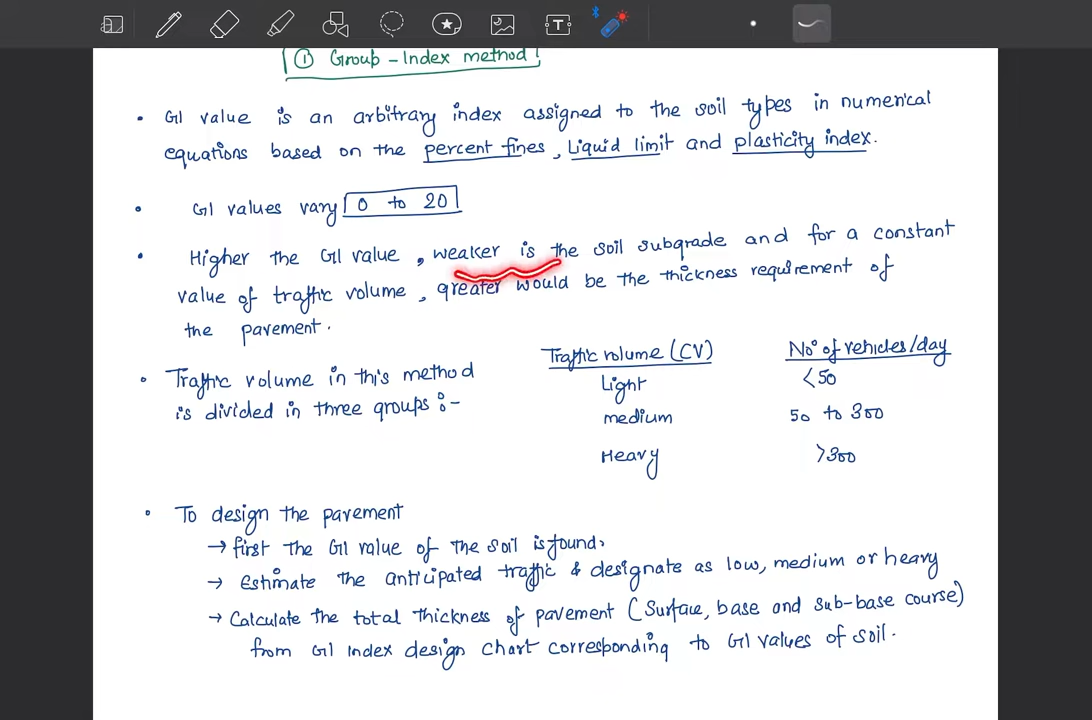 ① Group - Index method !
• GI value is an arbitrary index assigned to the soil types in numerical
equations based on the percent fines, Liquid limit and plasticity index.
• GI values vary 0 to 20
• Higher the GI value, weaker is the soil subgrade and for a constant
value of traffic volume, greater would be the thickness requirement of
the pavement.
• Traffic volume in this method
is divided in three groups :-
Traffic volume (CV) No° of vehicles/day
Light <50
medium 50 to 300
Heavy >300
• To design the pavement
→ first the GI value of the soil is found.
→ Estimate the anticipated traffic & designate as low, medium or heavy
→ Calculate the total thickness of pavement (Surface, base and sub-base course)
from GI index design chart corresponding to GI values of soil.